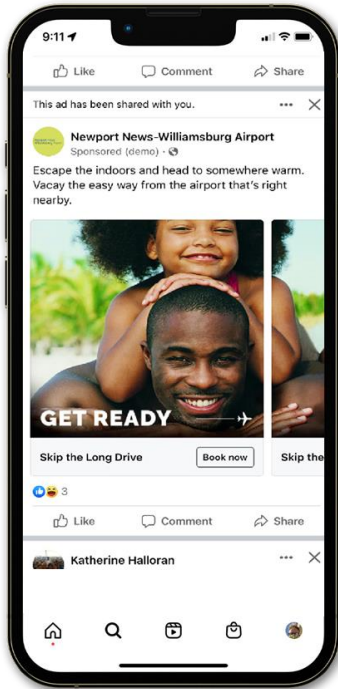 9:11
Like Comment Share
This ad has been shared with you.
Newport News-Williamsburg Airport
Sponsored (demo) ·
Escape the indoors and head to somewhere warm.
Vacay the easy way from the airport that's right
nearby.
GET READY
Skip the Long Drive Book now Skip the
3
Like Comment Share
Katherine Halloran